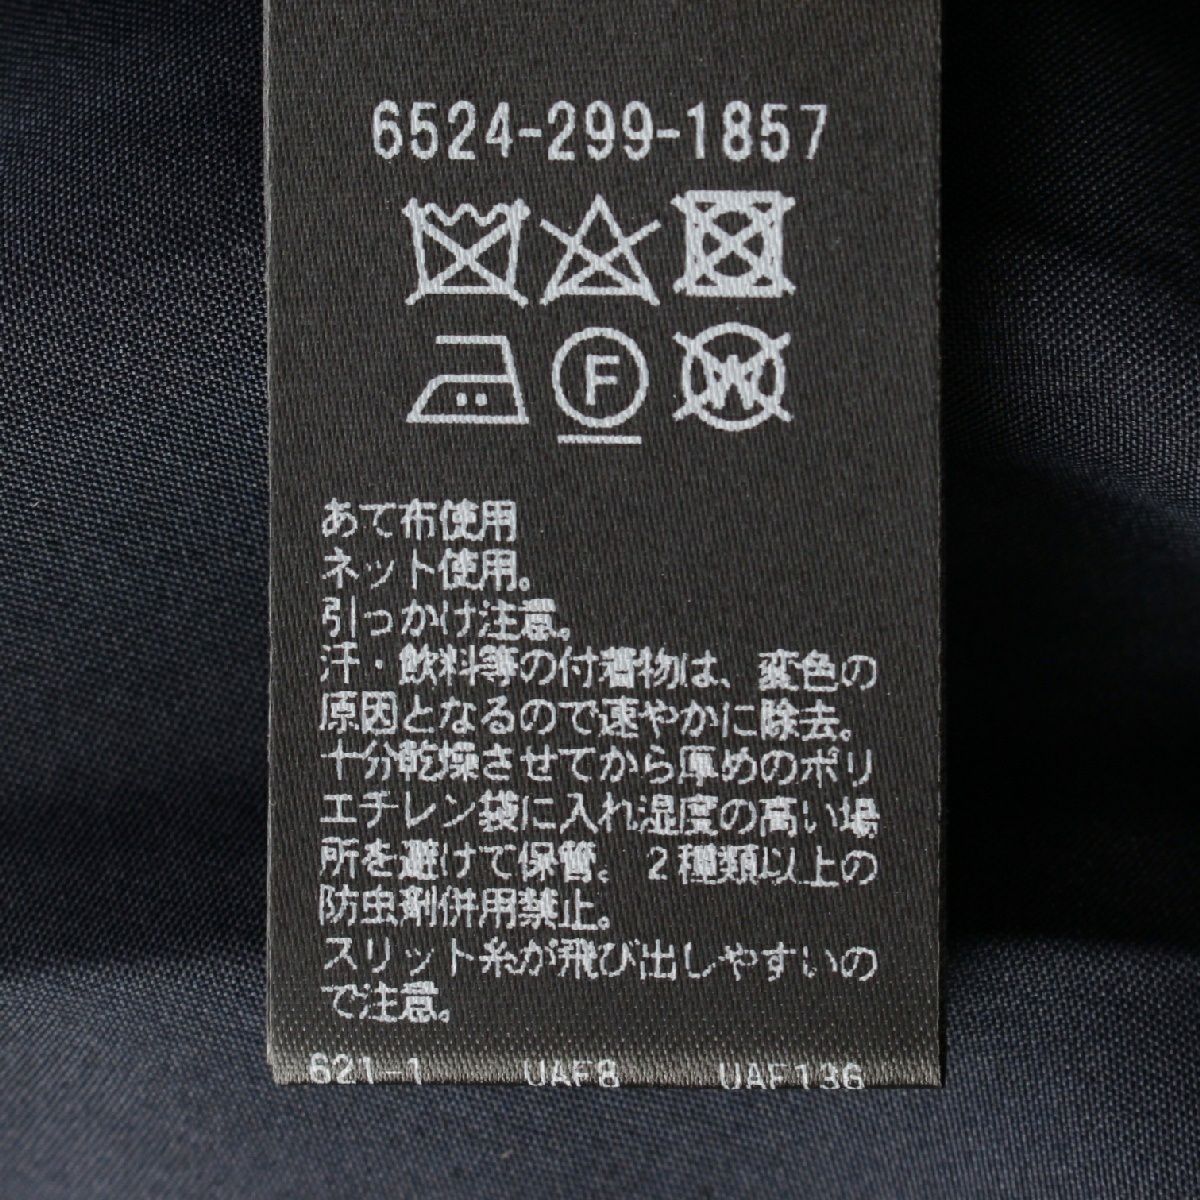 6524-299-1857
F
W
あて布使用
ネット使用。
引っかけ注意。
汗・飲料等の付着物は、変色の
原因となるので速やかに除去。
十分乾燥させてから厚めのポリ
エチレン袋に入れ湿度の高い場
所を避けて保管。2種類以上の
防虫剤併用禁止。
スリット糸が飛び出しやすいの
で注意。
621-1 UAF8 UAF136